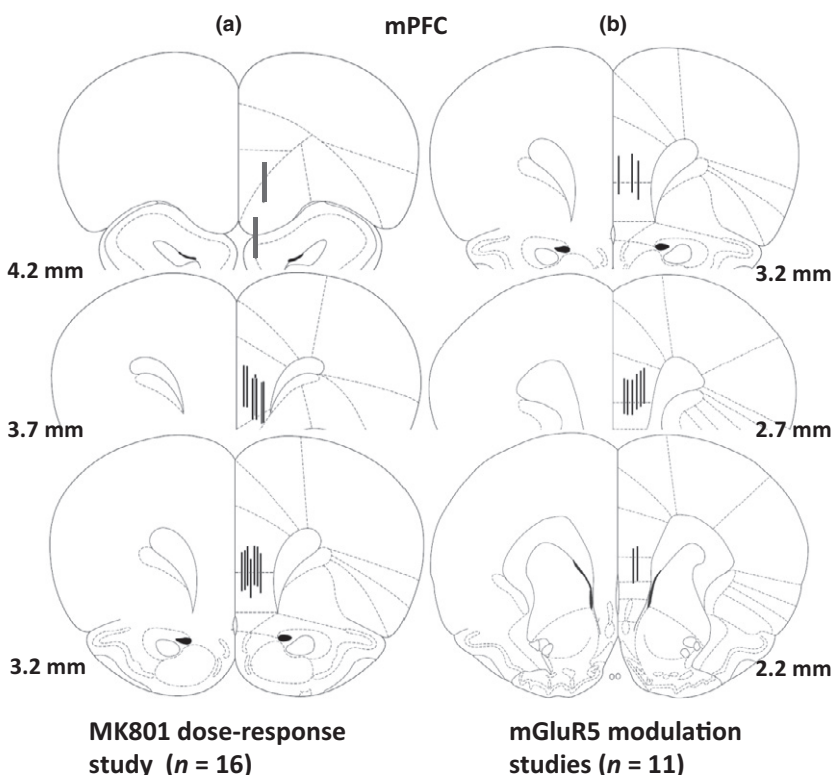 (a)
mPFC
(b)
4.2 mm
3.2 mm
3.7 mm
2.7 mm
3.2 mm
2.2 mm
MK801 dose-response
study (n = 16)
mGluR5 modulation
studies (n = 11)